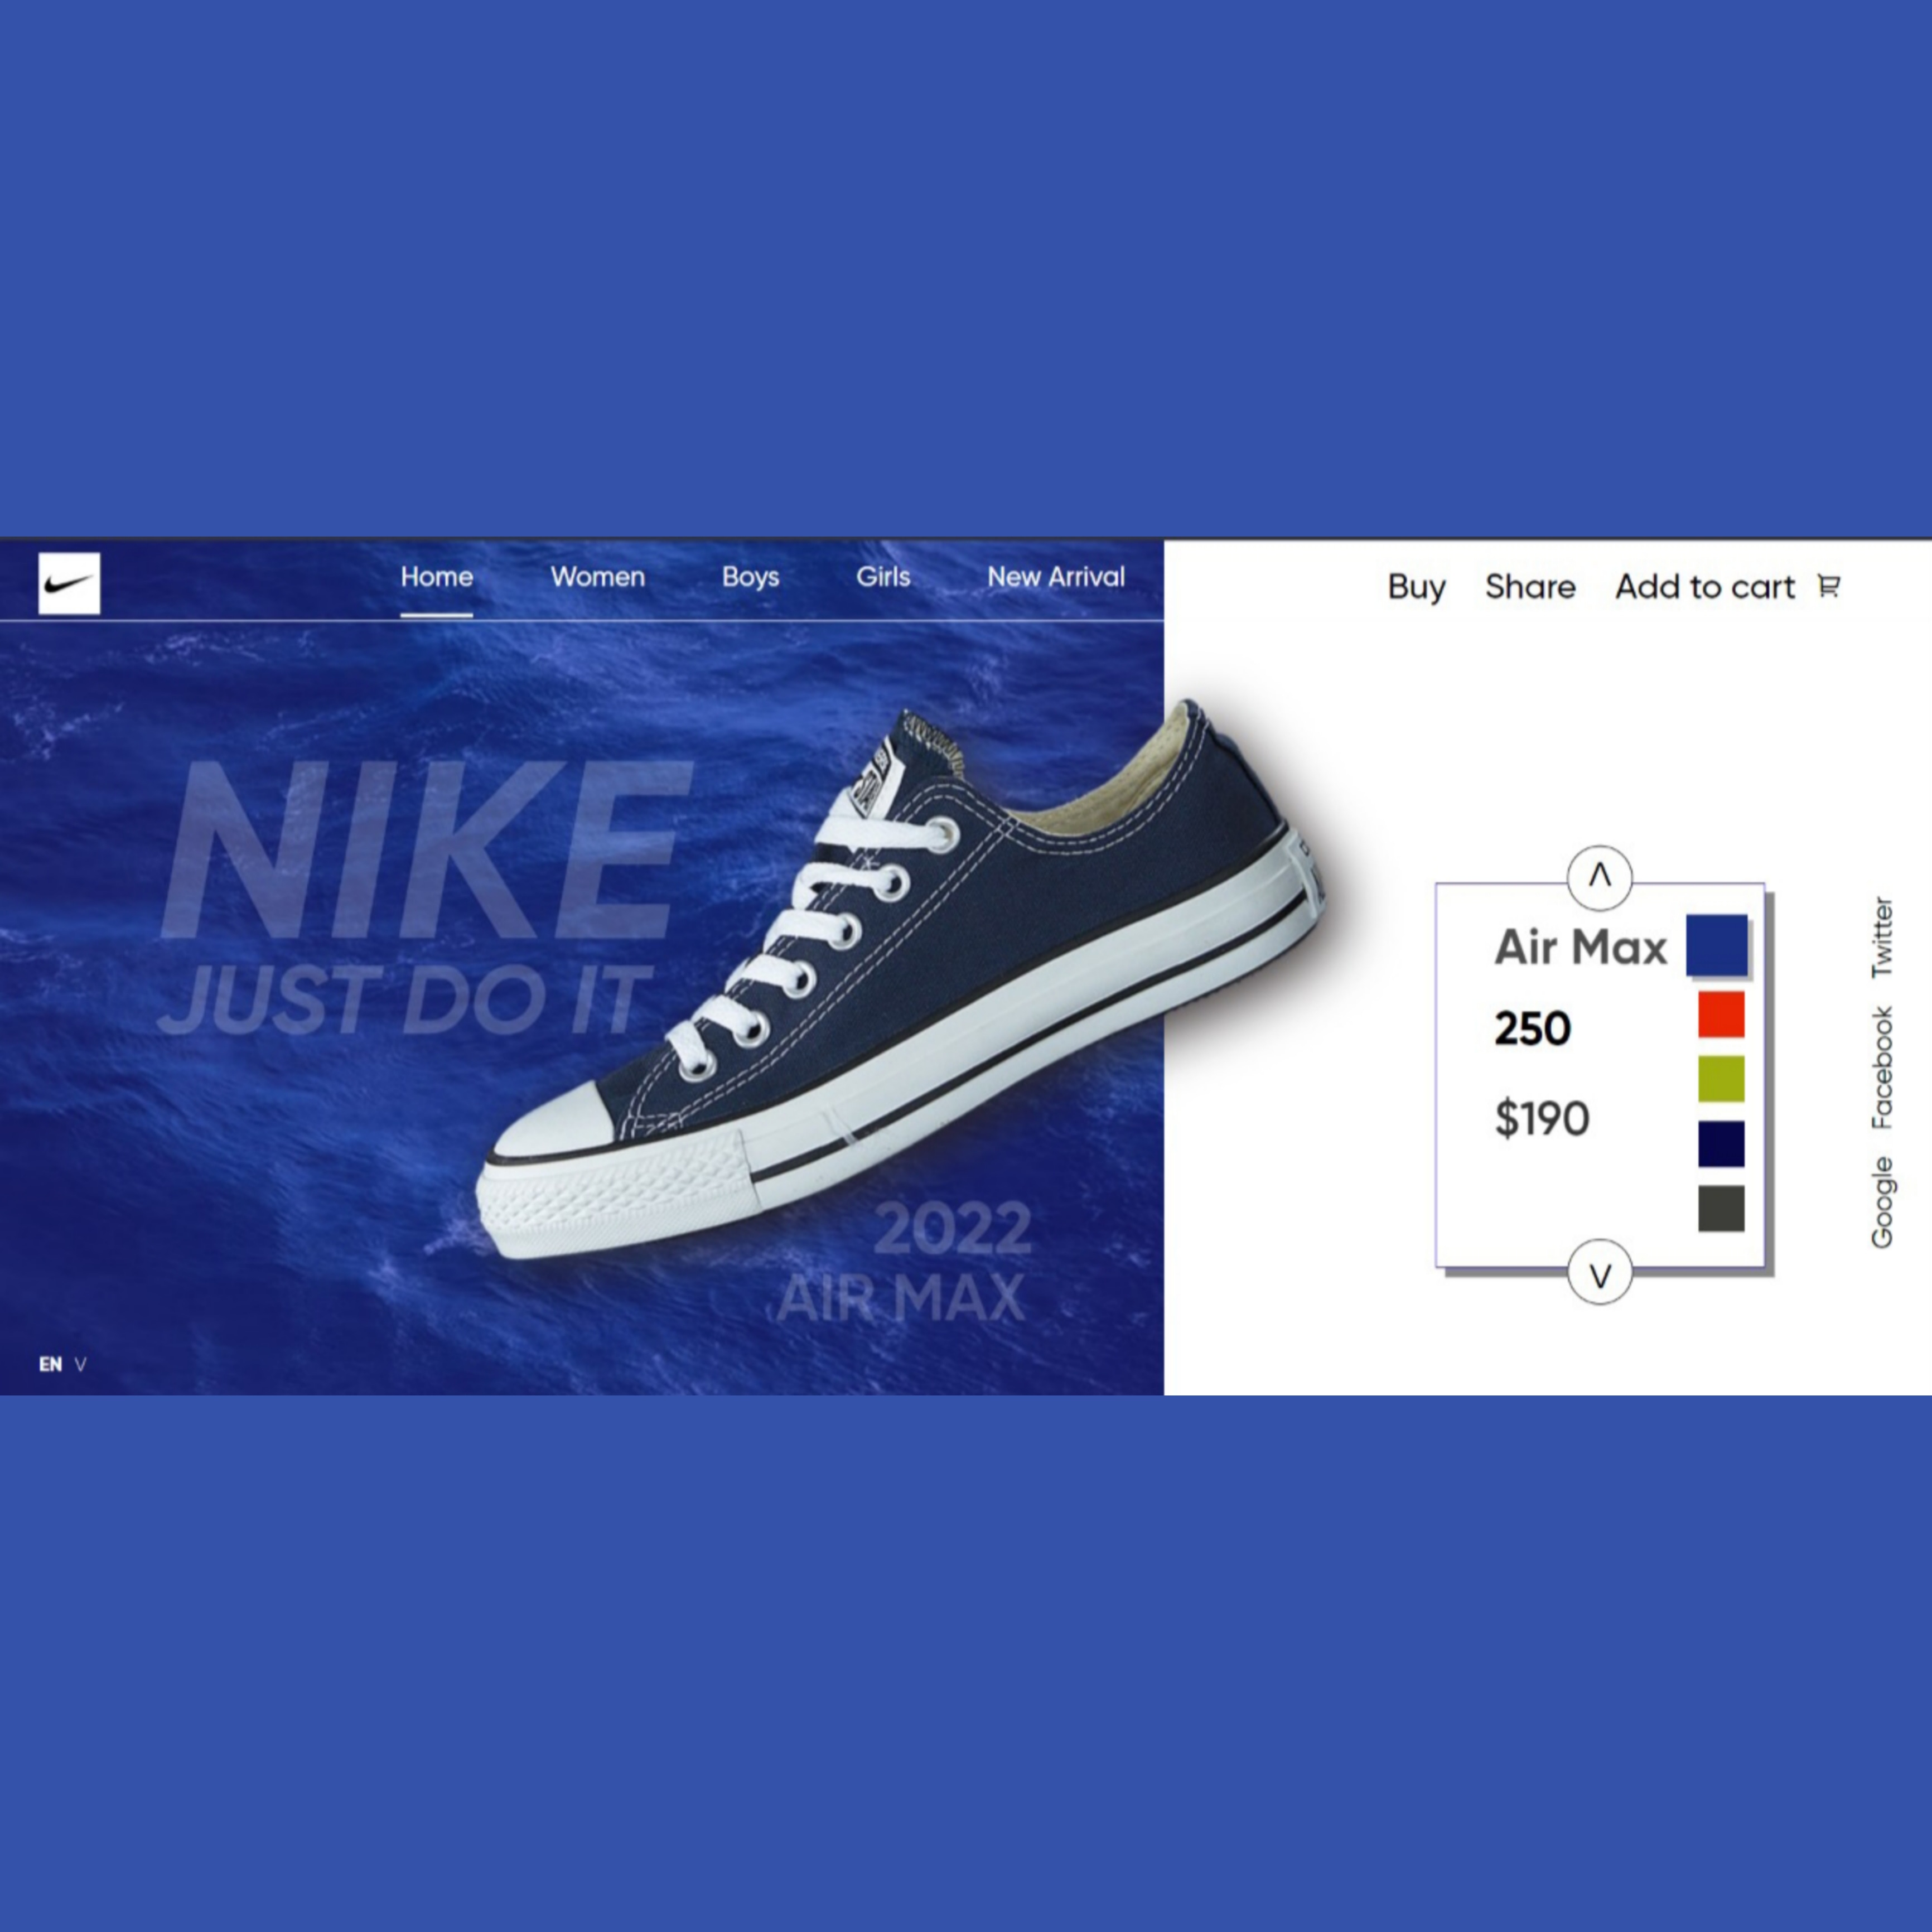 Home Women Boys Girls New Arrival
Buy Share Add to cart
NIKE
JUST DO IT
2022
AIR MAX
EN V
Air Max
250
$190
Twitter
Facebook
Google